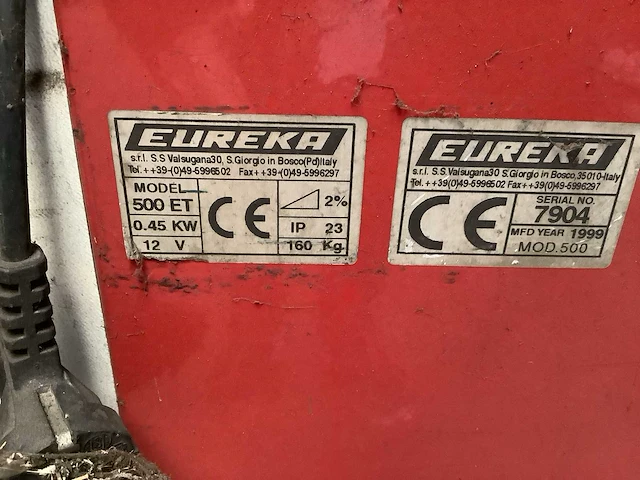 EUREKA
s.r.l. S.S Valsugana30, S.Giorgio in Bosco(Pd)Italy
Tel.++39-(0)49-5996502 Fax++39-(0)49-5996297
MODEL
500 ET
0.45 KW
12 V
CE
2%
IP 23
160 Kg.
EUREKA
s.r.l. S.S.Valsugana30 S.Giorgio in Bosco,35010-Italy
Tel.++39-(0)49-5996502 Fax++39-(0)49-5996297
CE
SERIAL NO.
7904
MFD YEAR 1999
MOD.500